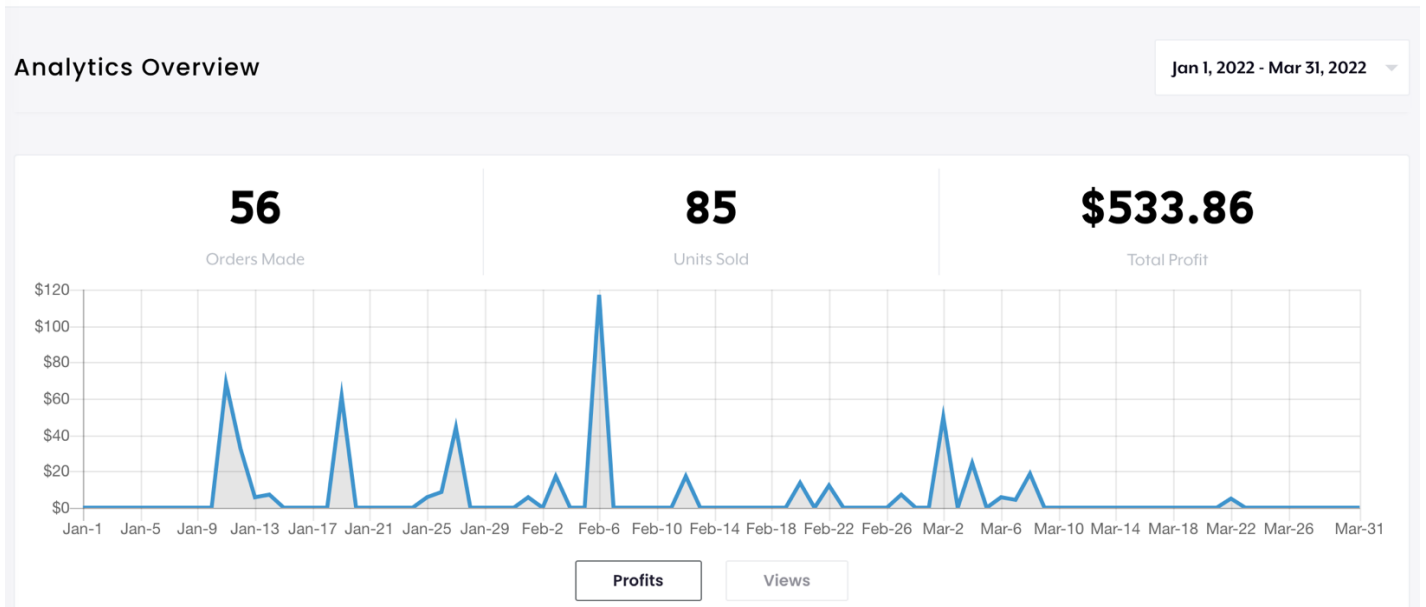 Analytics Overview
Jan 1, 2022 - Mar 31, 2022
56
85
$533.86
Orders Made
Units Sold
Total Profit
$120
$100
$80
$60
$40
$20
$0
Jan-1 Jan-5 Jan-9 Jan-13 Jan-17 Jan-21 Jan-25 Jan-29 Feb-2 Feb-6 Feb-10 Feb-14 Feb-18 Feb-22 Feb-26 Mar-2 Mar-6 Mar-10 Mar-14 Mar-18 Mar-22 Mar-26 Mar-31
Profits
Views